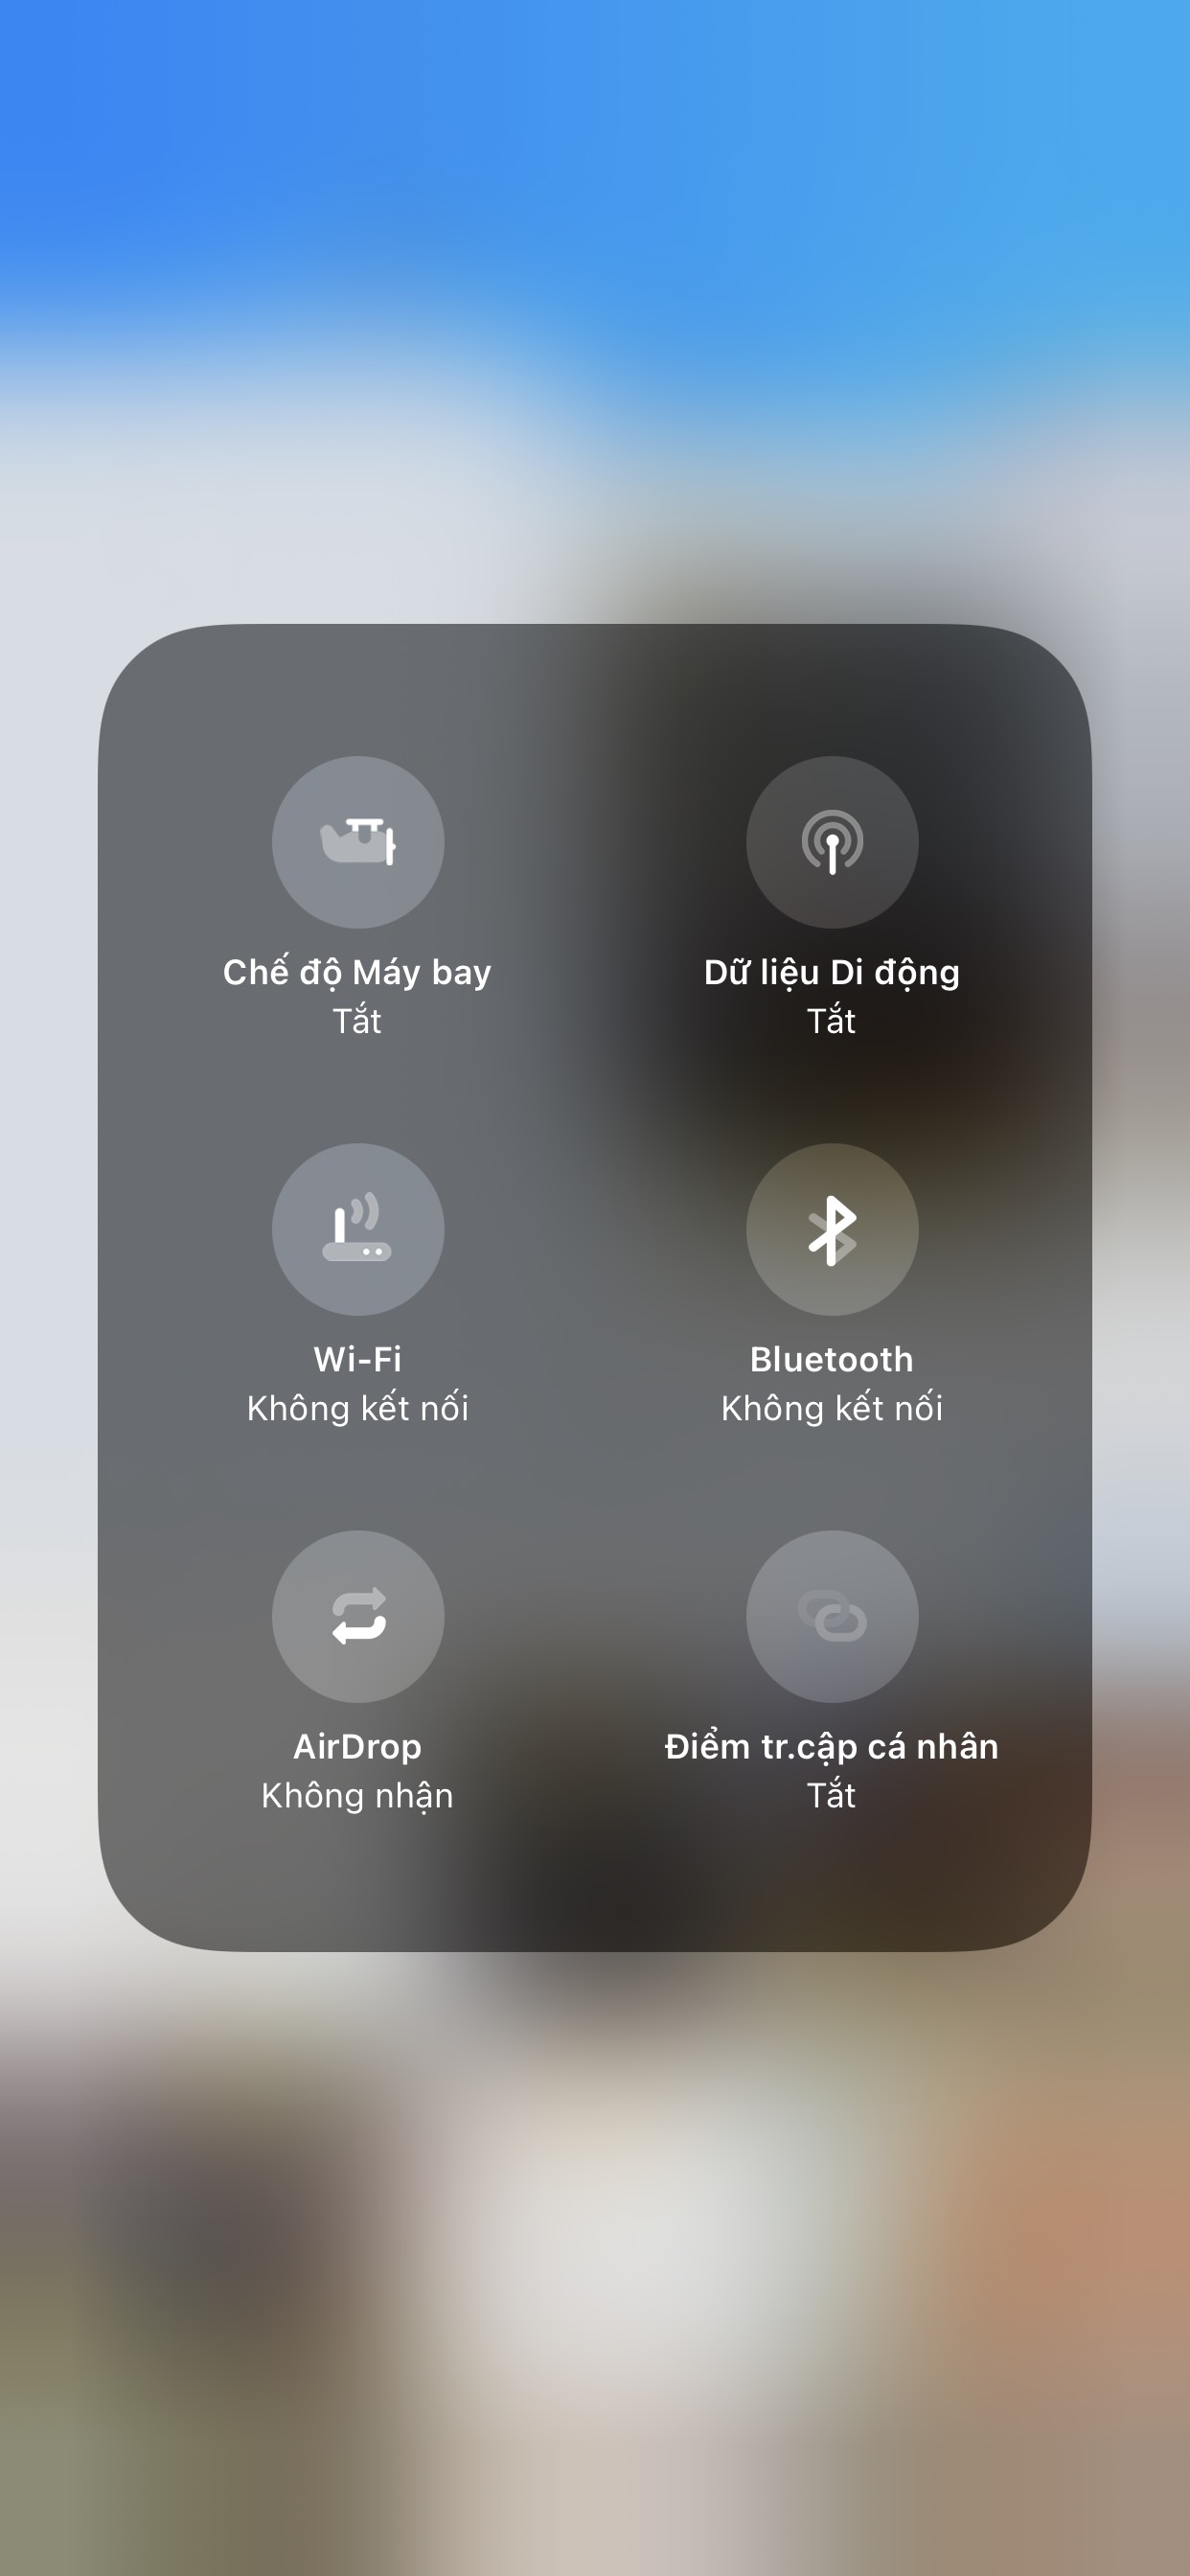 Chế độ Máy bay
Tắt
Dữ liệu Di động
Tắt
Wi-Fi
Không kết nối
Bluetooth
Không kết nối
AirDrop
Không nhận
Điểm tr.cập cá nhân
Tắt